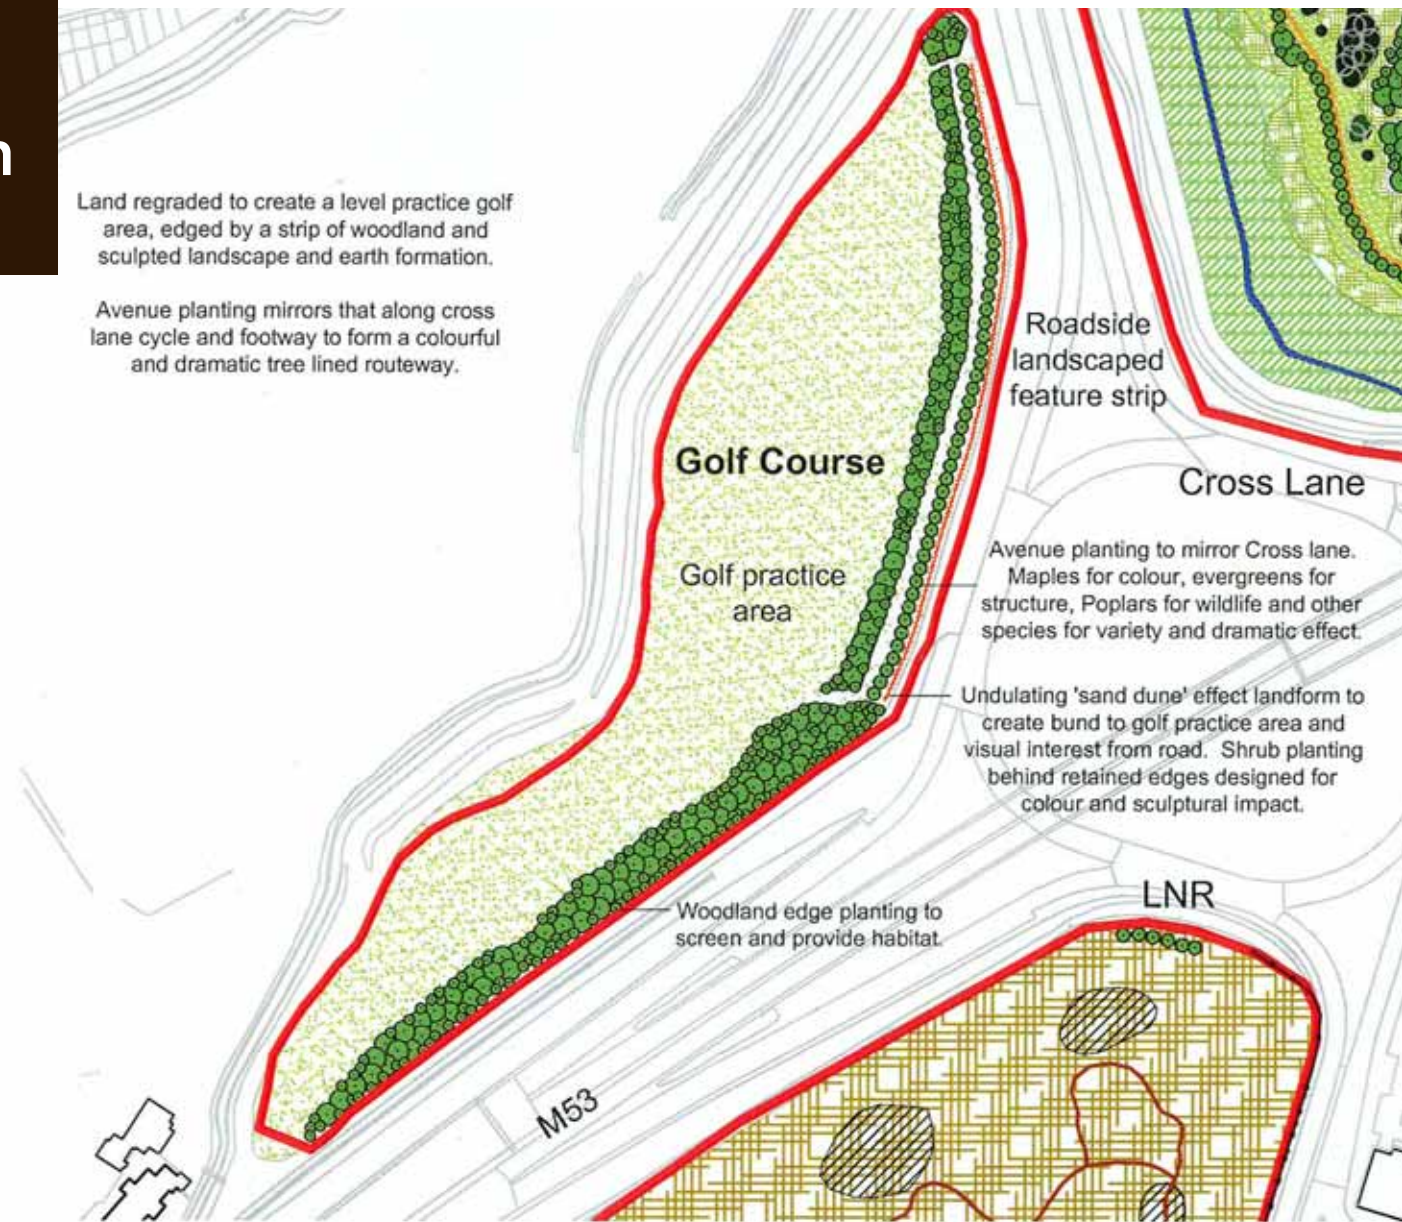 n
Land regraded to create a level practice golf
area, edged by a strip of woodland and
sculpted landscape and earth formation.
Avenue planting mirrors that along cross
lane cycle and footway to form a colourful
and dramatic tree lined routeway.
Roadside
landscaped
feature strip
Golf Course
Cross Lane
Golf practice
area
Avenue planting to mirror Cross lane.
Maples for colour, evergreens for
structure, Poplars for wildlife and other
species for variety and dramatic effect.
Undulating 'sand dune' effect landform to
create bund to golf practice area and
visual interest from road. Shrub planting
behind retained edges designed for
colour and sculptural impact.
LNR
Woodland edge planting to
screen and provide habitat.
M53